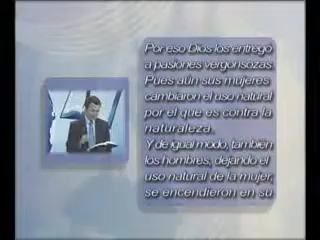 Por eso Dios los entregó
a pasiones vergonsozas.
Pues aún sus mujeres
cambiaron el uso natural
por el que es contra la
naturaleza.
Y de igual modo, también
los hombres, dejando el
uso natural de la mujer,
se encendieron en su